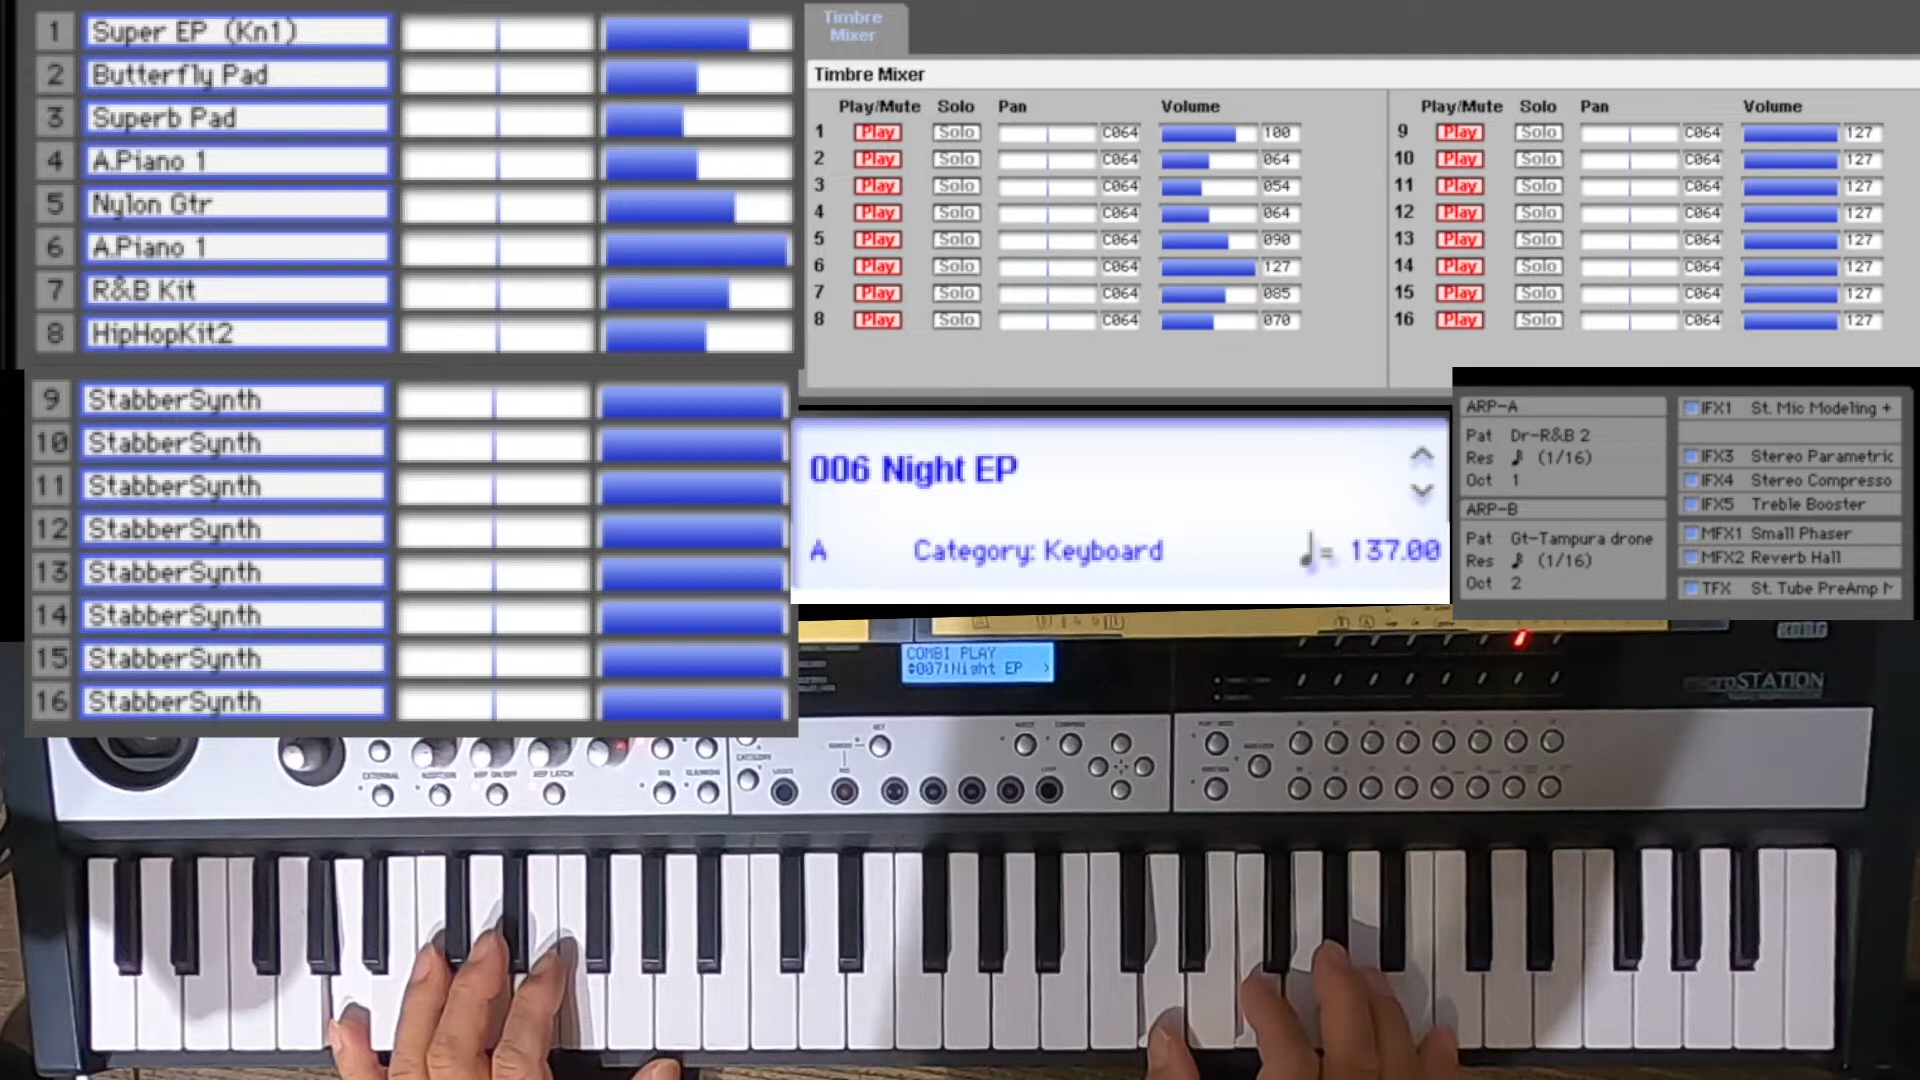 1 Super EP (Kn1)
2 Butterfly Pad
3 Superb Pad
4 A.Piano 1
5 Nylon Gtr
6 A.Piano 1
7 R&B Kit
8 HipHopKit2
9 StabberSynth
10 StabberSynth
11 StabberSynth
12 StabberSynth
13 StabberSynth
14 StabberSynth
15 StabberSynth
16 StabberSynth
Timbre
Mixer
Timbre Mixer
Play/Mute Solo Pan Volume
1 Play Solo C064 100
2 Play Solo C064 064
3 Play Solo C064 054
4 Play Solo C064 064
5 Play Solo C064 090
6 Play Solo C064 127
7 Play Solo C064 085
8 Play Solo C064 070
Play/Mute Solo Pan Volume
9 Play Solo C064 127
10 Play Solo C064 127
11 Play Solo C064 127
12 Play Solo C064 127
13 Play Solo C064 127
14 Play Solo C064 127
15 Play Solo C064 127
16 Play Solo C064 127
006 Night EP
A Category: Keyboard ♩= 137.00
ARP-A
Pat Dr-R&B 2
Res (1/16)
Oct 1
ARP-B
Pat Gt-Tampura drone
Res (1/16)
Oct 2
IFX1 St. Mic Modeling +
IFX3 Stereo Parametric
IFX4 Stereo Compresso
IFX5 Treble Booster
MFX1 Small Phaser
MFX2 Reverb Hall
TFX St. Tube PreAmp
COMBI PLAY
007:Night EP
KORG
microSTATION
EXTERNAL
ARP ON/OFF
CATEGORY